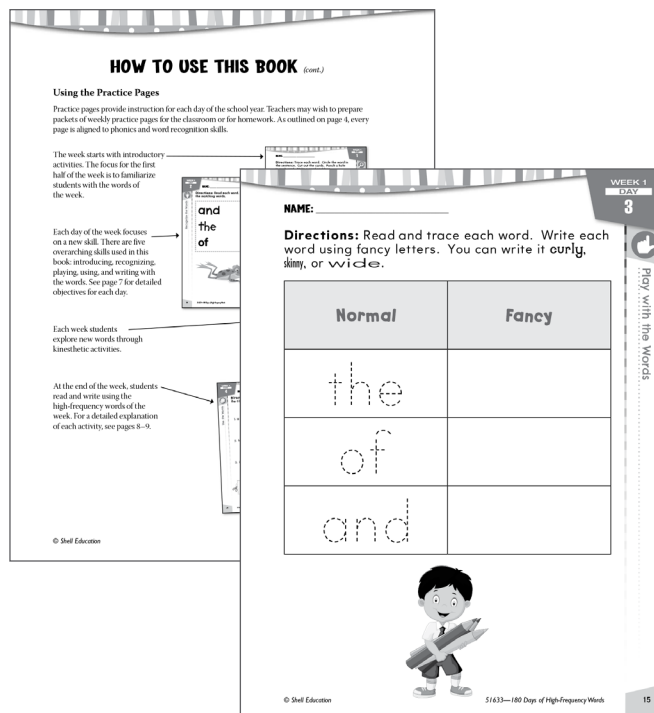 HOW TO USE THIS BOOK (cont.)
Using the Practice Pages
Practice pages provide instruction for each day of the school year. Teachers may wish to prepare
packets of weekly practice pages for the classroom or for homework. As outlined on page 4, every
page is aligned to phonics and word recognition skills.
The week starts with introductory
activities. The focus for the first
half of the week is to familiarize
students with the words of
the week.
Each day of the week focuses
on a new skill. There are five
overarching skills used in this
book: introducing, recognizing,
playing, using, and writing with
the words. See page 7 for detailed
objectives for each day.
Each week students
explore new words through
kinesthetic activities.
At the end of the week, students
read and write using the
high-frequency words of the
week. For a detailed explanation
of each activity, see pages 8–9.
© Shell Education
and
the
of
WEEK 1
DAY
3
NAME:
Directions: Read and trace each word. Write each
word using fancy letters. You can write it curly,
skinny, or wide.
Normal Fancy
the
of
and
Play with the Words
© Shell Education 51633—180 Days of High-Frequency Words 15